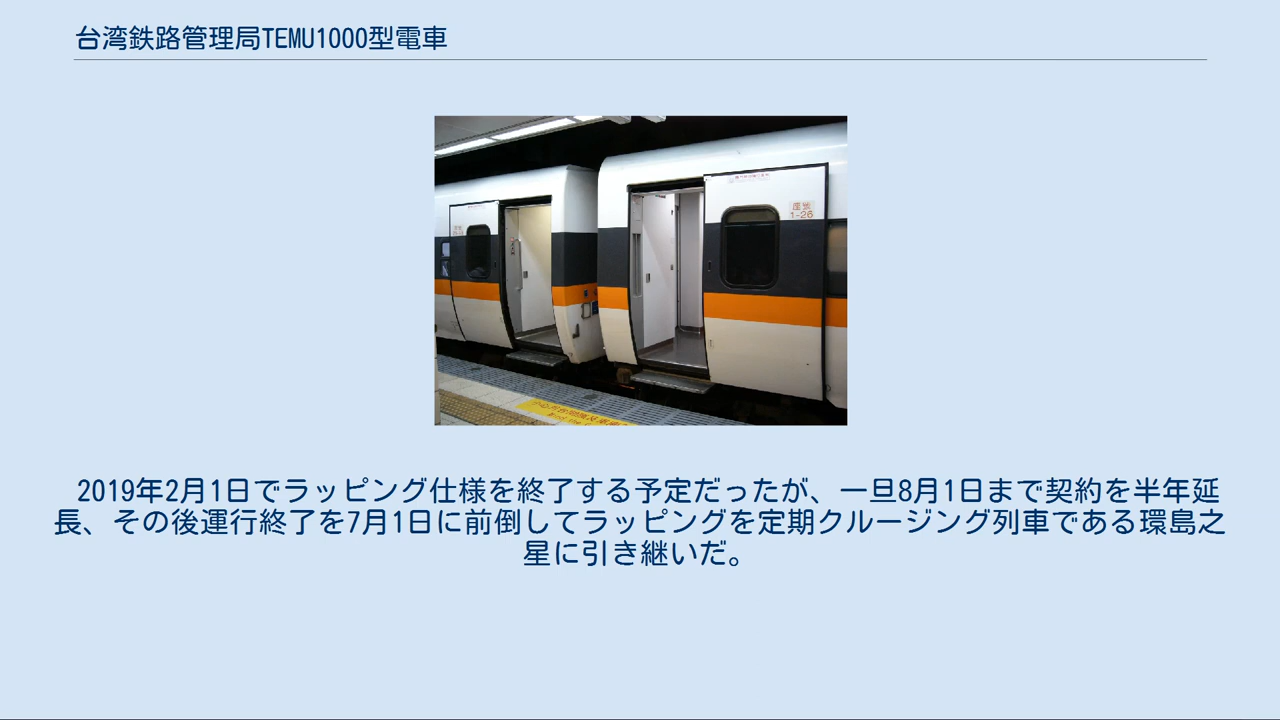 台湾鉄路管理局TEMU1000型電車
座號
1-26
2019年2月1日でラッピング仕様を終了する予定だったが、一旦8月1日まで契約を半年延
長、その後運行終了を7月1日に前倒してラッピングを定期クルージング列車である環島之
星に引き継いだ。